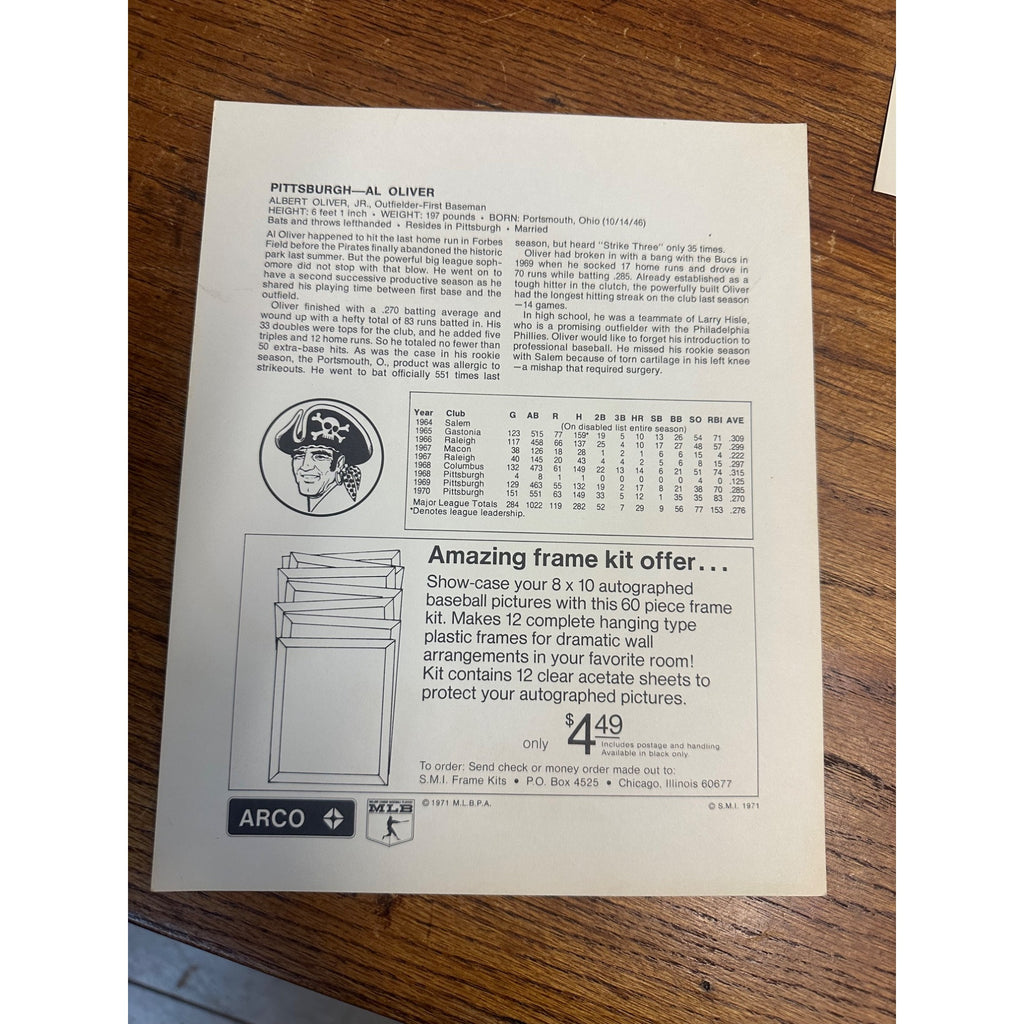 PITTSBURGH—AL OLIVER
ALBERT OLIVER, JR., Outfielder-First Baseman
HEIGHT: 6 feet 1 inch • WEIGHT: 197 pounds • BORN: Portsmouth, Ohio (10/14/46)
Bats and throws lefthanded • Resides in Pittsburgh • Married
Al Oliver happened to hit the last home run in Forbes
Field before the Pirates finally abandoned the historic
park last summer. But the powerful big league soph-
omore did not stop with that blow. He went on to
have a second successive productive season as he
shared his playing time between first base and the
outfield.
Oliver finished with a .270 batting average and
wound up with a hefty total of 83 runs batted in. His
33 doubles were tops for the club, and he added five
triples and 12 home runs. So he totaled no fewer than
50 extra-base hits. As was the case in his rookie
season, the Portsmouth, O., product was allergic to
strikeouts. He went to bat officially 551 times last
season, but heard "Strike Three" only 35 times.
Oliver had broken in with a bang with the Bucs in
1969 when he socked 17 home runs and drove in
70 runs while batting .285. Already established as a
tough hitter in the clutch, the powerfully built Oliver
had the longest hitting streak on the club last season
—14 games.
In high school, he was a teammate of Larry Hisle,
who is a promising outfielder with the Philadelphia
Phillies. Oliver would like to forget his introduction to
professional baseball. He missed his rookie season
with Salem because of torn cartilage in his left knee
—a mishap that required surgery.
Year Club G AB R H 2B 3B HR SB BB SO RBI AVE
1964 Salem (On disabled list entire season)
1965 Gastonia 123 515 77 159* 19 5 10 13 26 54 71 .309
1966 Raleigh 117 458 66 137 25 4 10 17 27 48 57 .299
1967 Macon 38 126 18 28 1 2 1 6 6 15 4 .222
1967 Raleigh 40 145 20 43 4 4 2 5 6 8 15 .297
1968 Columbus 132 473 61 149 22 13 14 6 21 51 74 .315
1968 Pittsburgh 4 8 1 1 0 0 0 0 0 4 0 .125
1969 Pittsburgh 129 463 55 132 19 2 17 8 21 38 70 .285
1970 Pittsburgh 151 551 63 149 33 5 12 1 35 35 83 .270
Major League Totals 284 1022 119 282 52 7 29 9 56 77 153 .276
*Denotes league leadership.
Amazing frame kit offer...
Show-case your 8 x 10 autographed
baseball pictures with this 60 piece frame
kit. Makes 12 complete hanging type
plastic frames for dramatic wall
arrangements in your favorite room!
Kit contains 12 clear acetate sheets to
protect your autographed pictures.
only $4.49
Includes postage and handling.
Available in black only.
To order: Send check or money order made out to:
S.M.I. Frame Kits • P.O. Box 4525 • Chicago, Illinois 60677
ARCO
MLB
© 1971 M.L.B.P.A.
© S.M.I. 1971